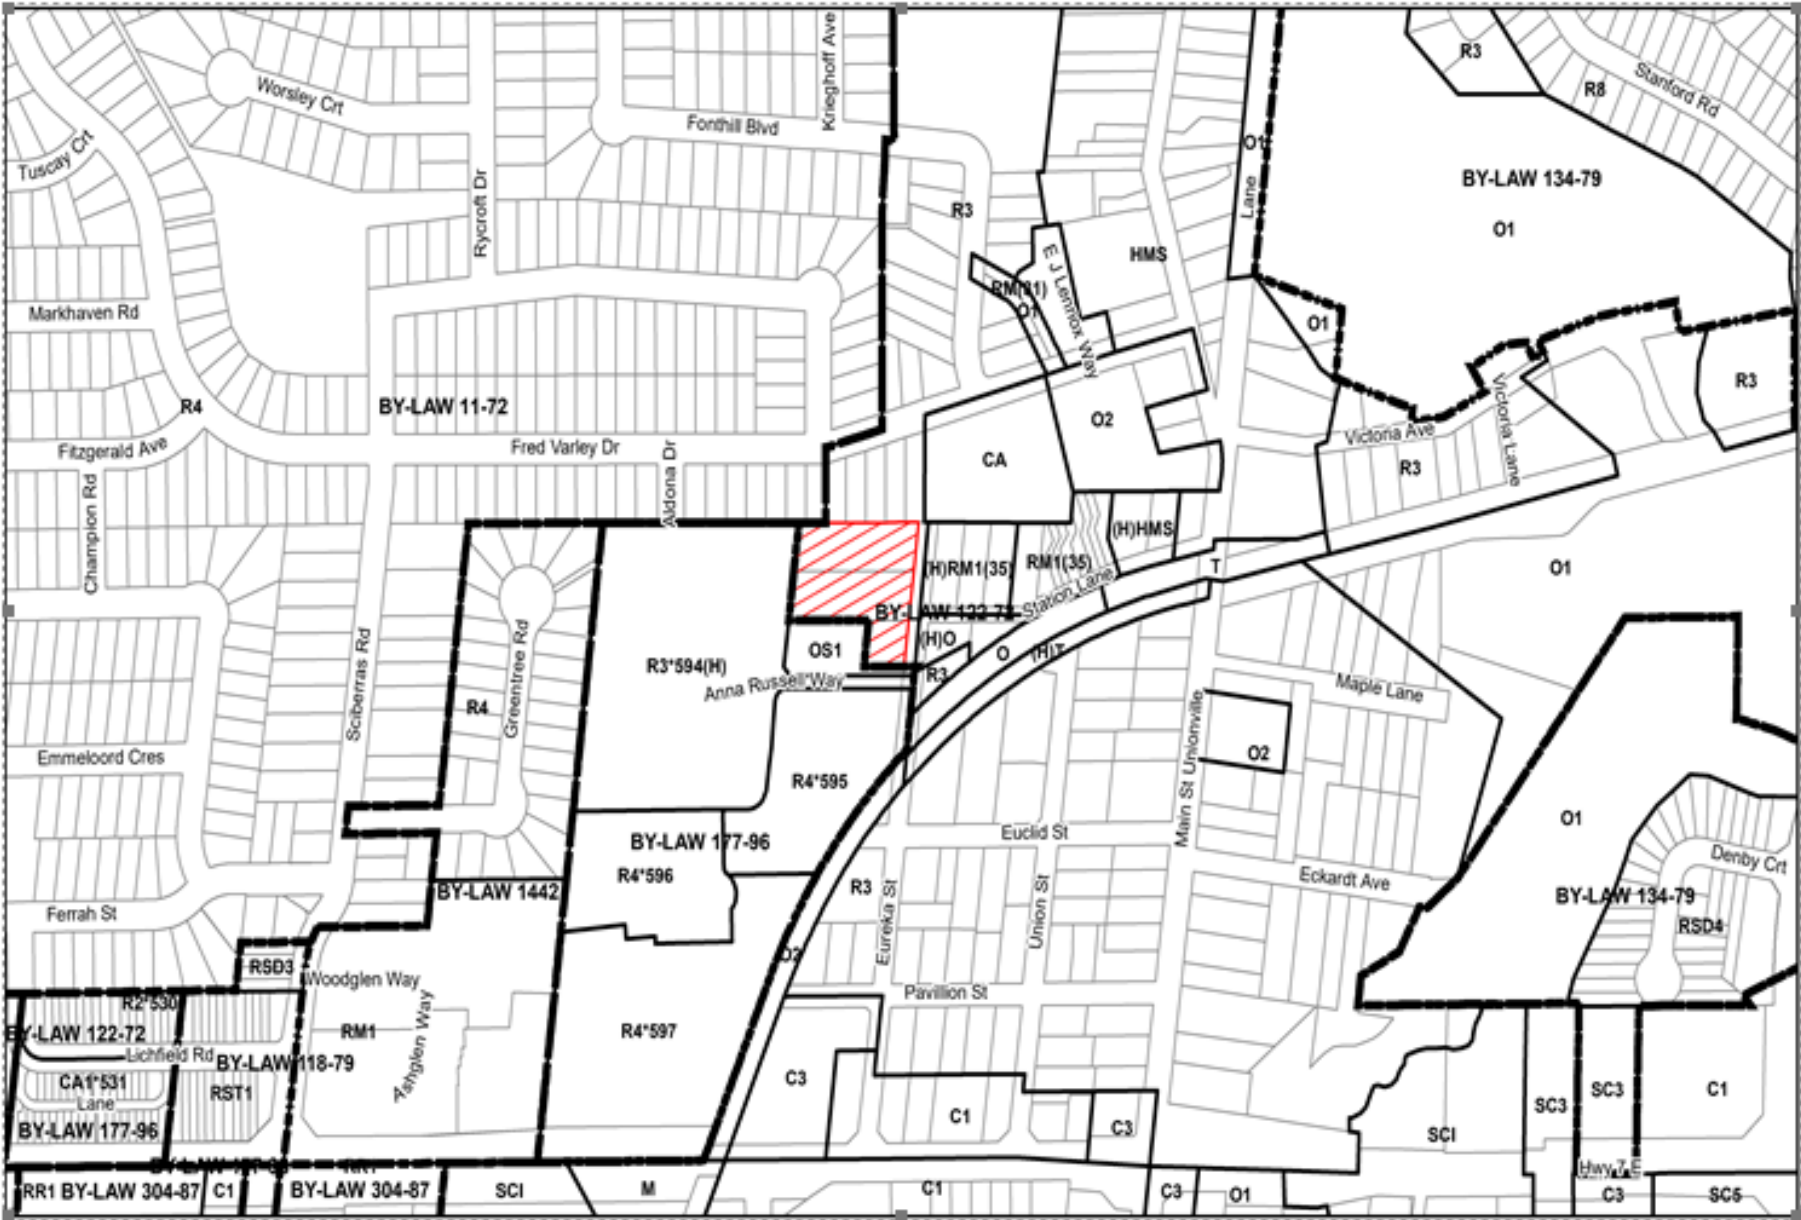 Krieghoff Ave
R3
Stanford Rd
R8
Worsley Crt
Fonthill Blvd
Tuscay Crt
O1
BY-LAW 134-79
Rycroft Dr
Lane
R3
O1
HMS
E J Lennox Way
RM(31)
O1
Markhaven Rd
O1
R3
R4
BY-LAW 11-72
Victoria Lane
O2
Victoria Ave
Fitzgerald Ave
Fred Varley Dr
Aldona Dr
CA
R3
Champion Rd
(H)HMS
(H)RM1(35)
RM1(35)
T
O1
Station Lane
BY-LAW 122-72
(H)O
O
(H)T
OS1
R3*594(H)
R3
Anna Russell Way
Maple Lane
Sciberras Rd
Greentree Rd
R4
Emmeloord Cres
O2
Main St Unionville
R4*595
O1
Euclid St
BY-LAW 177-96
Denby Crt
R4*596
R3
Eckardt Ave
BY-LAW 1442
BY-LAW 134-79
Ferrah St
Eureka St
Union St
RSD4
O2
RSD3
Woodglen Way
Pavillion St
R2*530
BY-LAW 122-72
RM1
Ashglen Way
R4*597
Lichfield Rd
BY-LAW 118-79
CA1*531
C3
RST1
Lane
SC3
SC3
C1
C1
C3
BY-LAW 177-96
SCI
Hwy 7 E
RR1
BY-LAW 304-87
C1
BY-LAW 304-87
SCI
M
C1
C3
O1
C3
SC5